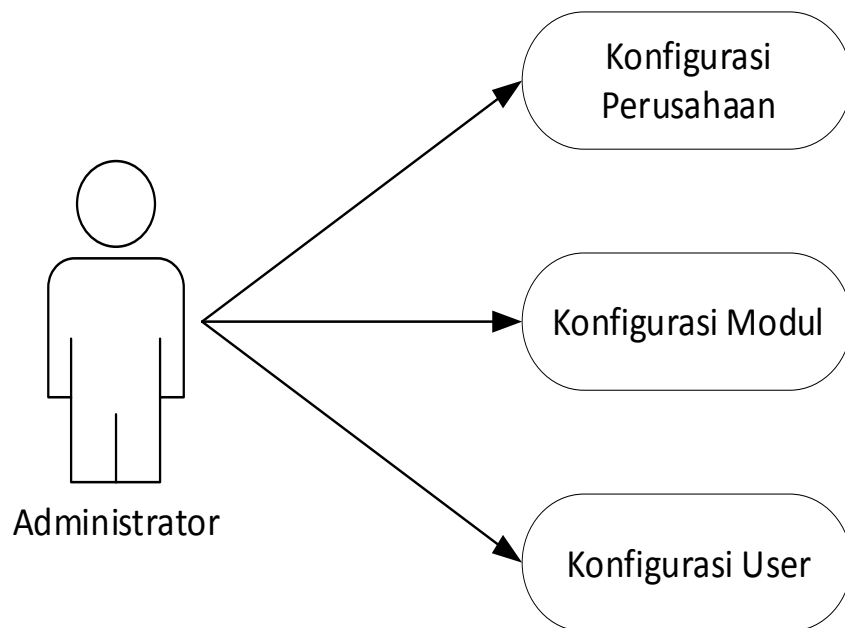 Konfigurasi
Perusahaan
Konfigurasi Modul
Administrator
Konfigurasi User